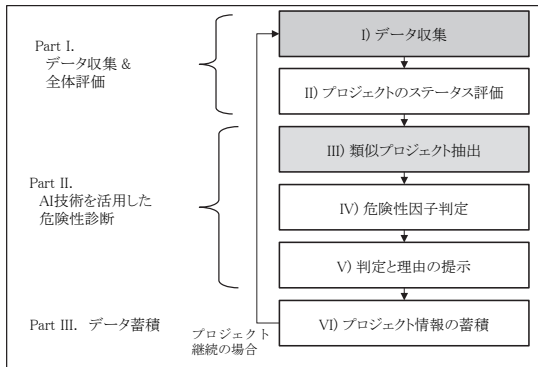 Part I.
データ収集 &
全体評価
I) データ収集
II) プロジェクトのステータス評価
III) 類似プロジェクト抽出
Part II.
AI技術を活用した
危険性診断
IV) 危険性因子判定
V) 判定と理由の提示
Part III. データ蓄積
プロジェクト
継続の場合
VI) プロジェクト情報の蓄積